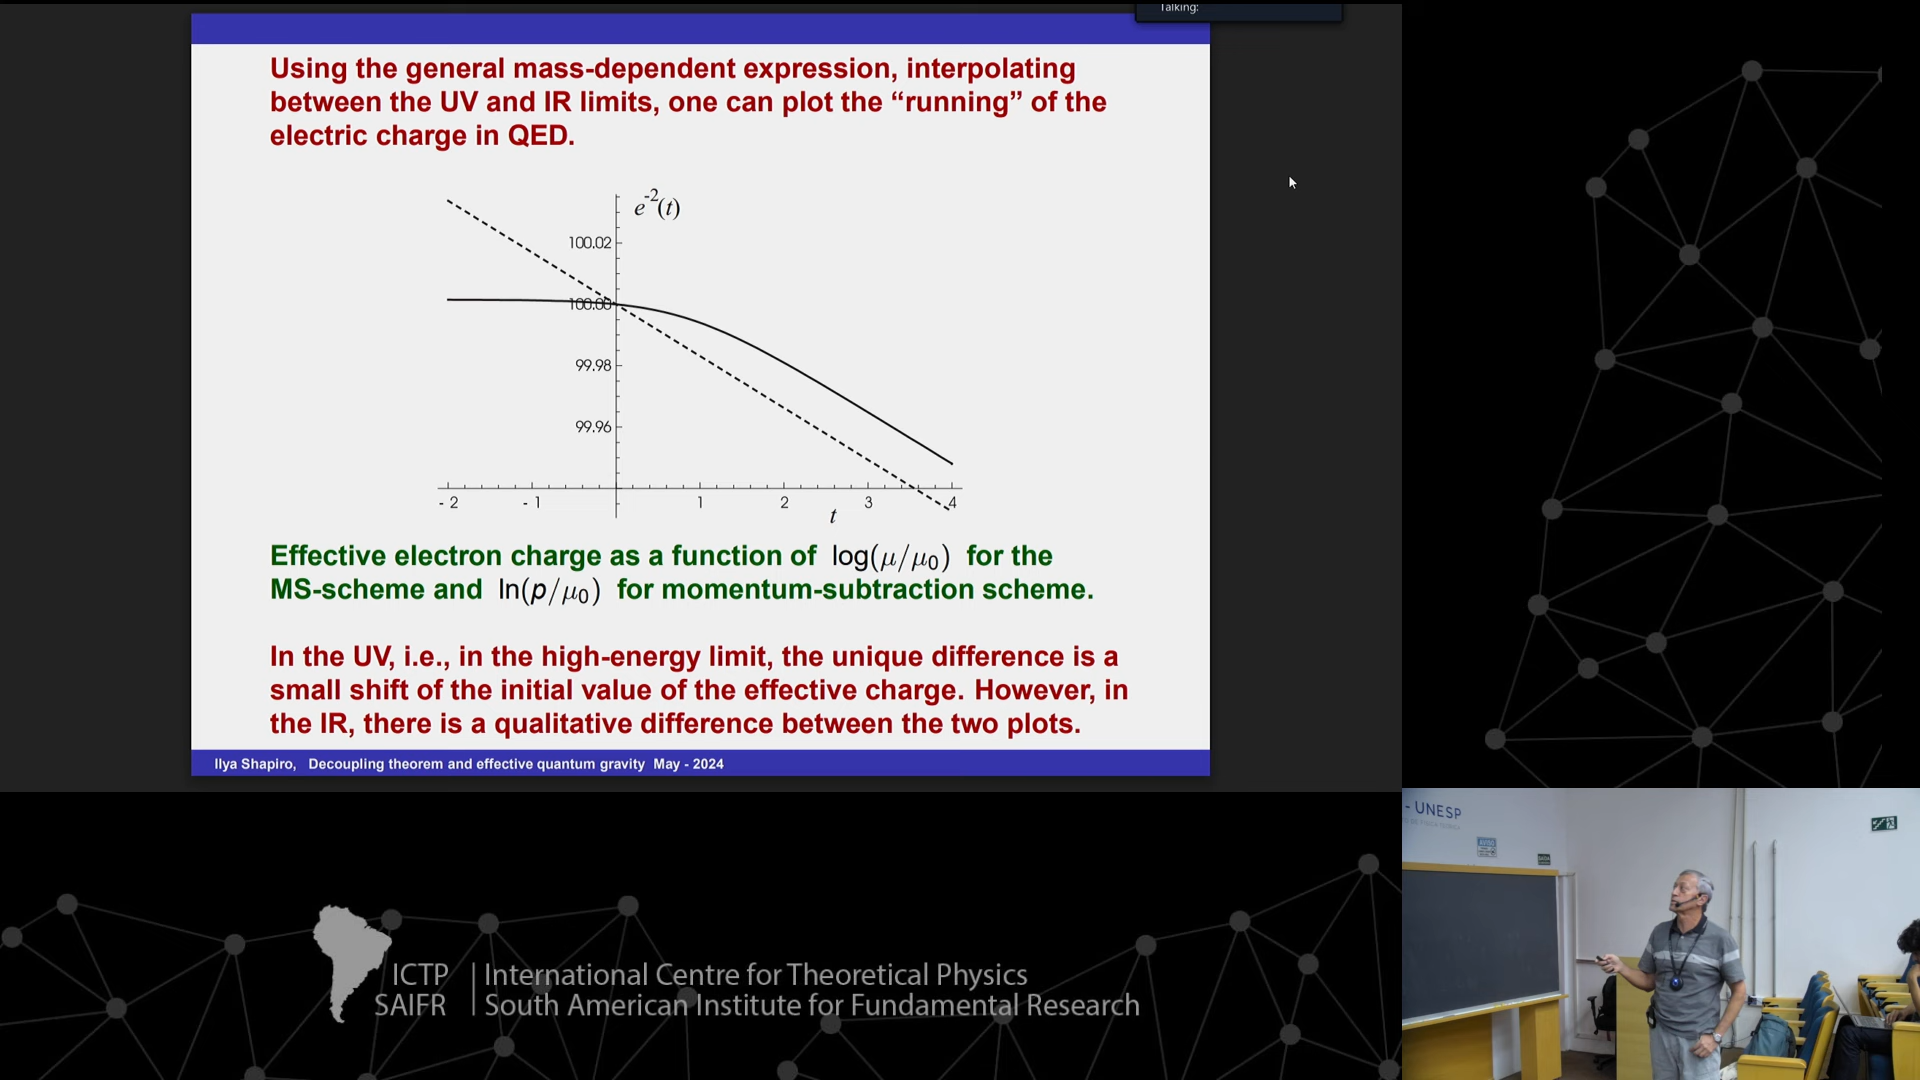 Talking:
Using the general mass-dependent expression, interpolating
between the UV and IR limits, one can plot the “running” of the
electric charge in QED.
e⁻²(t)
100.02
100.00
99.98
99.96
- 2 - 1 1 2 3 4
t
Effective electron charge as a function of log(μ/μ₀) for the
MS-scheme and ln(p/μ₀) for momentum-subtraction scheme.
In the UV, i.e., in the high-energy limit, the unique difference is a
small shift of the initial value of the effective charge. However, in
the IR, there is a qualitative difference between the two plots.
Ilya Shapiro, Decoupling theorem and effective quantum gravity May - 2024
- UNESP
ICTP | International Centre for Theoretical Physics
SAIFR | South American Institute for Fundamental Research